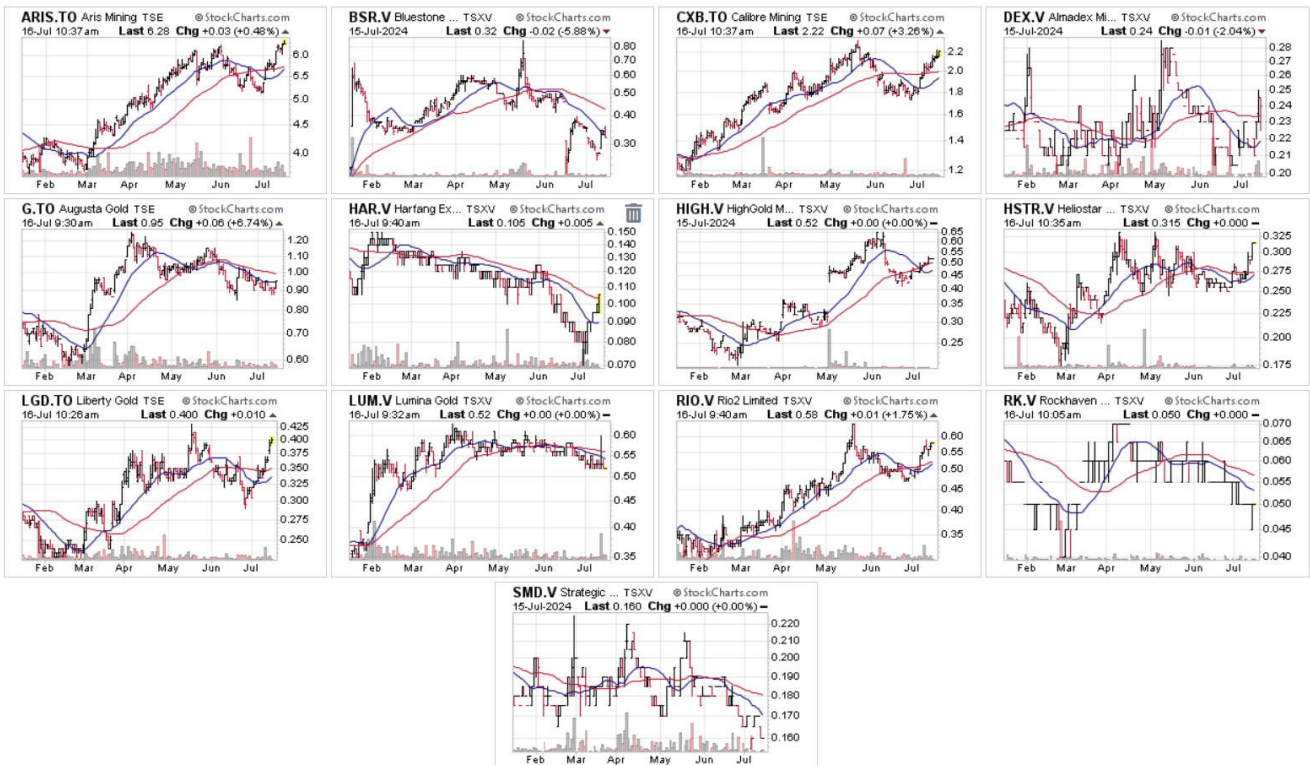 ARIS.TO Aris Mining TSE @StockCharts.com
16-Jul 10:37am Last 6.28 Chg +0.03 (+0.48%)
6.0
5.5
5.0
4.5
4.0
Feb Mar Apr May Jun Jul
BSR.V Bluestone ... TSXV @StockCharts.com
15-Jul-2024 Last 0.32 Chg -0.02 (-5.88%)
0.80
0.70
0.60
0.50
0.40
0.30
Feb Mar Apr May Jun Jul
CXB.TO Calibre Mining TSE @StockCharts.com
16-Jul 10:37am Last 2.22 Chg +0.07 (+3.26%)
2.2
2.0
1.8
1.6
1.4
1.2
Feb Mar Apr May Jun Jul
DEX.V Almadex Mi... TSXV @StockCharts.com
15-Jul-2024 Last 0.24 Chg -0.01 (-2.04%)
0.28
0.27
0.26
0.25
0.24
0.23
0.22
0.21
0.20
Feb Mar Apr May Jun Jul
G.TO Augusta Gold TSE @StockCharts.com
16-Jul 9:30am Last 0.95 Chg +0.06 (+6.74%)
1.20
1.00
0.90
0.80
0.70
0.60
Feb Mar Apr May Jun Jul
HAR.V Harfang Ex... TSXV @StockCharts.com
16-Jul 9:40am Last 0.105 Chg +0.005
0.150
0.140
0.130
0.120
0.110
0.100
0.090
0.080
0.070
Feb Mar Apr May Jun Jul
HIGH.V HighGold M... TSXV @StockCharts.com
15-Jul-2024 Last 0.52 Chg +0.00 (+0.00%)
0.65
0.60
0.55
0.50
0.45
0.35
0.30
0.25
Feb Mar Apr May Jun Jul
HSTR.V Heliostar ... TSXV @StockCharts.com
16-Jul 10:35am Last 0.315 Chg +0.000
0.325
0.300
0.275
0.250
0.225
0.200
0.175
Feb Mar Apr May Jun Jul
LGD.TO Liberty Gold TSE @StockCharts.com
16-Jul 10:26am Last 0.400 Chg +0.010
0.425
0.400
0.375
0.350
0.325
0.300
0.275
0.250
Feb Mar Apr May Jun Jul
LUM.V Lumina Gold TSXV @StockCharts.com
16-Jul 9:32am Last 0.52 Chg +0.00 (+0.00%)
0.60
0.50
0.45
0.40
0.35
Feb Mar Apr May Jun Jul
RIO.V Rio2 Limited TSXV @StockCharts.com
16-Jul 9:40am Last 0.58 Chg +0.01 (+1.75%)
0.60
0.50
0.45
0.40
0.35
Feb Mar Apr May Jun Jul
RK.V Rockhaven ... TSXV @StockCharts.com
16-Jul 10:05am Last 0.050 Chg +0.000
0.070
0.065
0.060
0.055
0.050
0.045
0.040
Feb Mar Apr May Jun Jul
SMD.V Strategic ... TSXV @StockCharts.com
15-Jul-2024 Last 0.160 Chg +0.000 (+0.00%)
0.220
0.210
0.200
0.190
0.180
0.170
0.160
Feb Mar Apr May Jun Jul